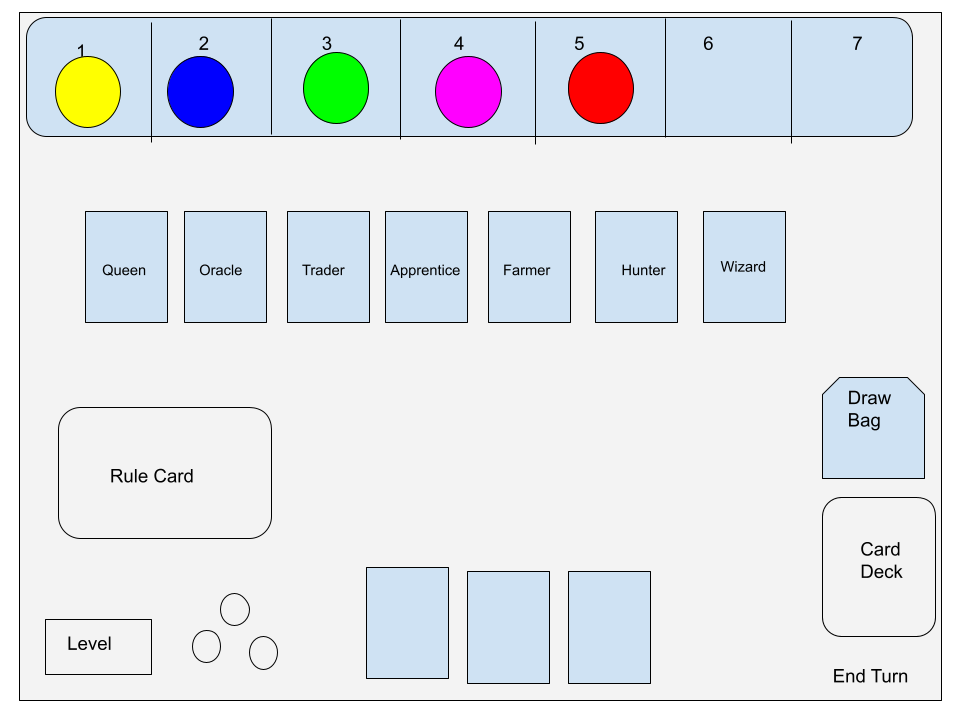 1 2 3 4 5 6 7
Queen Oracle Trader Apprentice Farmer Hunter Wizard
Draw
Bag
Rule Card
Card
Deck
Level
End Turn